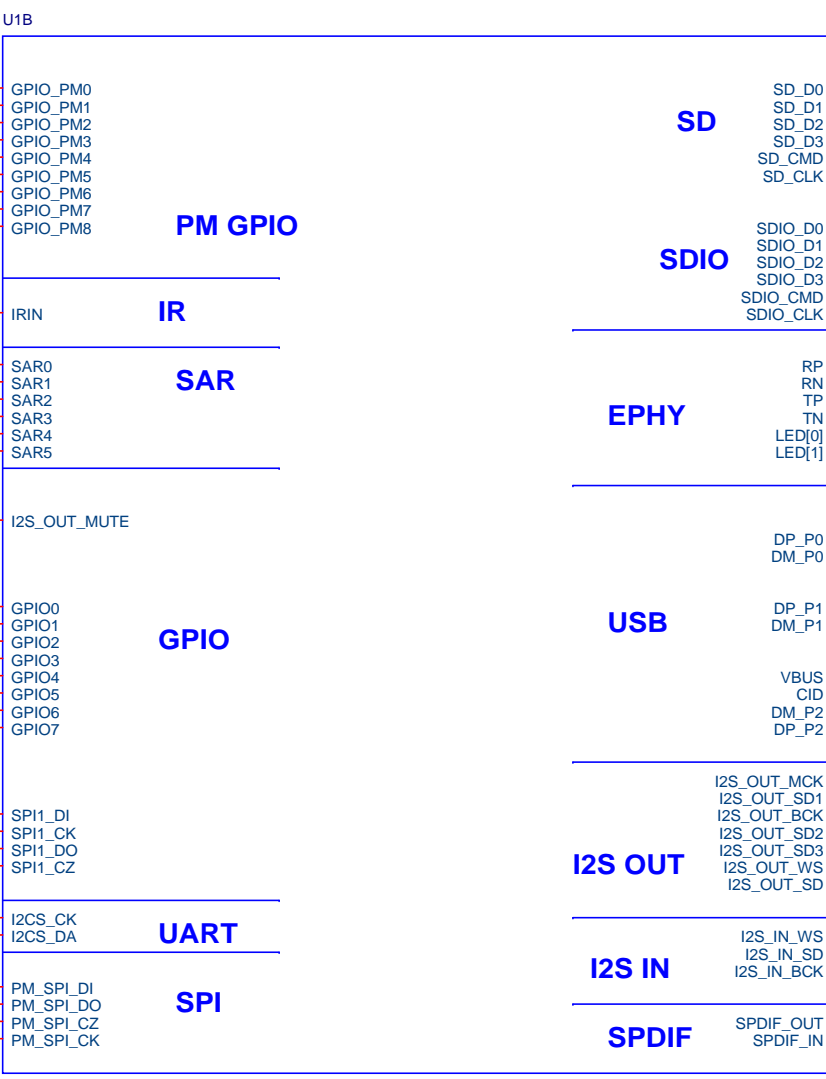 U1B
GPIO_PM0
GPIO_PM1
GPIO_PM2
GPIO_PM3
GPIO_PM4
GPIO_PM5
GPIO_PM6
GPIO_PM7
GPIO_PM8
PM GPIO
IRIN
IR
SAR0
SAR1
SAR2
SAR3
SAR4
SAR5
SAR
I2S_OUT_MUTE
GPIO0
GPIO1
GPIO2
GPIO3
GPIO4
GPIO5
GPIO6
GPIO7
GPIO
SPI1_DI
SPI1_CK
SPI1_DO
SPI1_CZ
I2CS_CK
I2CS_DA
UART
PM_SPI_DI
PM_SPI_DO
PM_SPI_CZ
PM_SPI_CK
SPI
SD
SD_D0
SD_D1
SD_D2
SD_D3
SD_CMD
SD_CLK
SDIO
SDIO_D0
SDIO_D1
SDIO_D2
SDIO_D3
SDIO_CMD
SDIO_CLK
EPHY
RP
RN
TP
TN
LED[0]
LED[1]
USB
DP_P0
DM_P0
DP_P1
DM_P1
VBUS
CID
DM_P2
DP_P2
I2S OUT
I2S_OUT_MCK
I2S_OUT_SD1
I2S_OUT_BCK
I2S_OUT_SD2
I2S_OUT_SD3
I2S_OUT_WS
I2S_OUT_SD
I2S IN
I2S_IN_WS
I2S_IN_SD
I2S_IN_BCK
SPDIF
SPDIF_OUT
SPDIF_IN